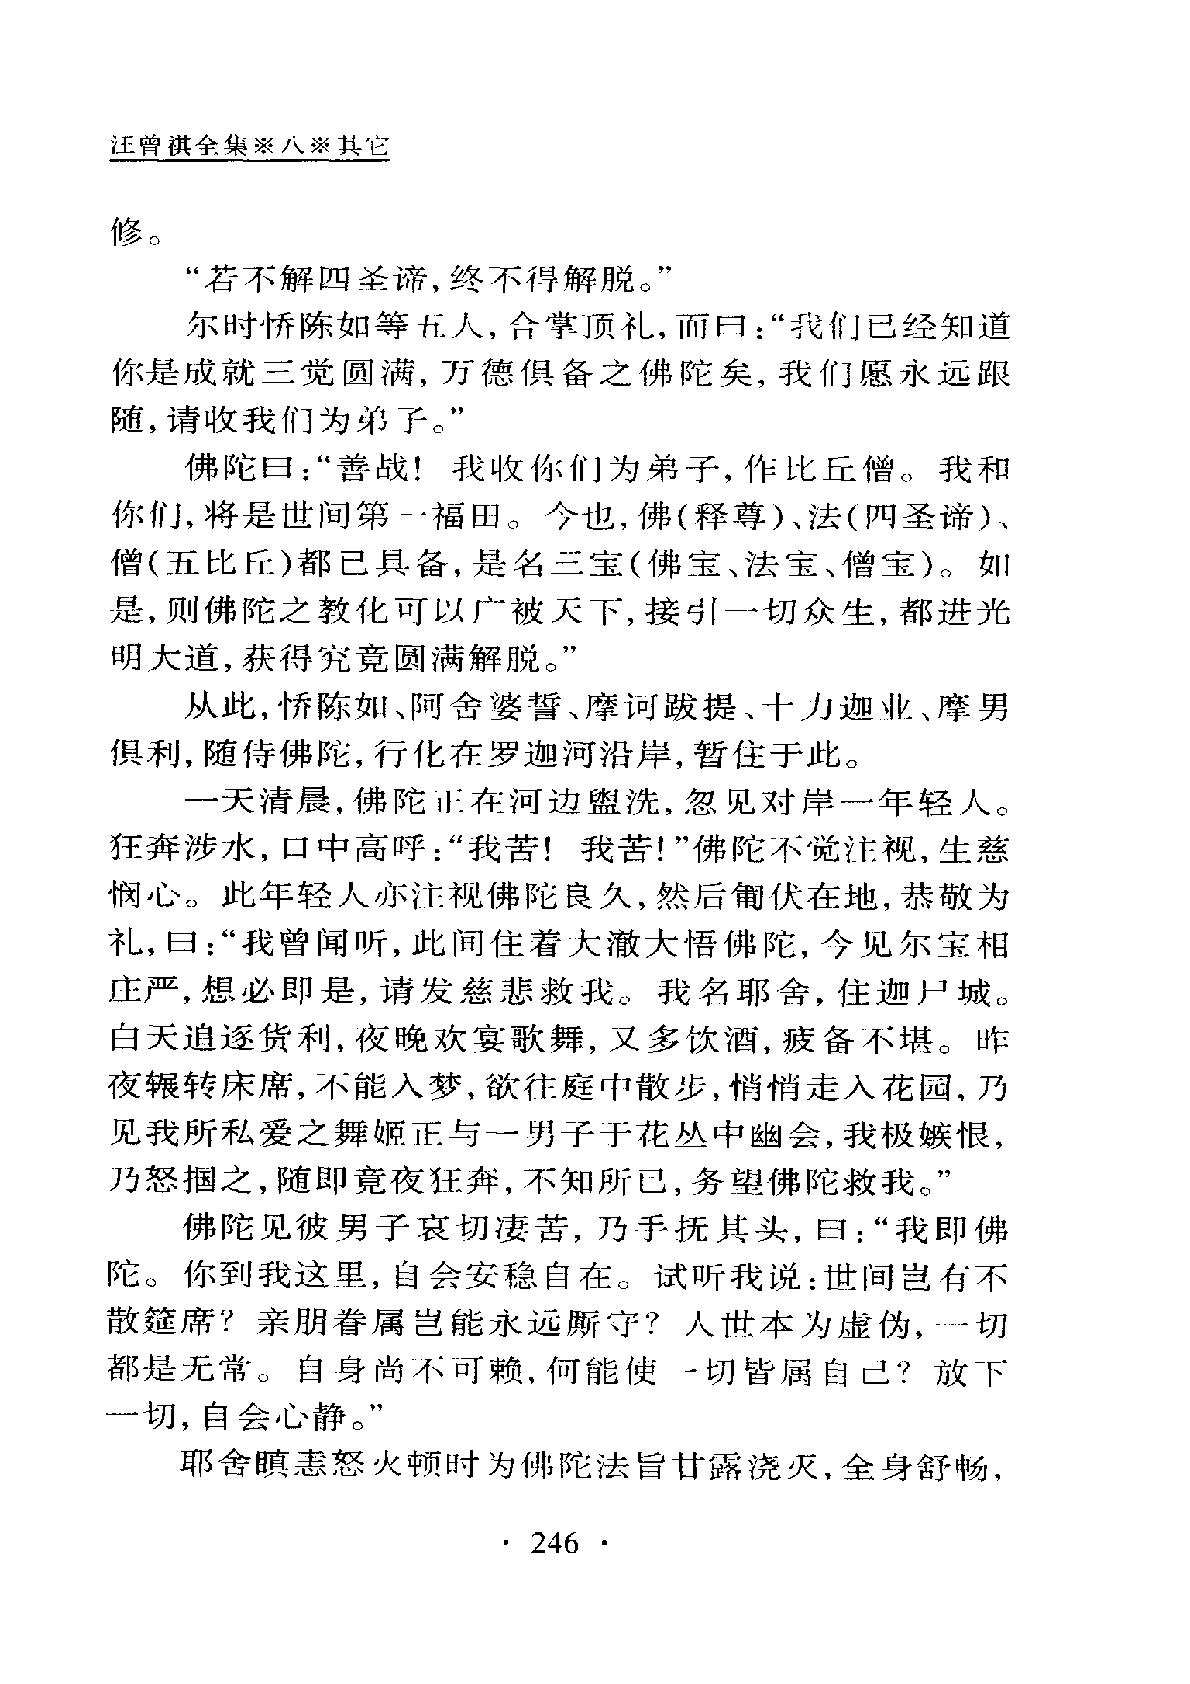 汪曾祺全集※八※其它
修。
“若不解四圣谛,终不得解脱。”
尔时㤭陈如等五人,合掌顶礼,而曰:“我们已经知道
你是成就三觉圆满,万德俱备之佛陀矣,我们愿永远跟
随,请收我们为弟子。”
佛陀曰:“善战! 我收你们为弟子,作比丘僧。我和
你们,将是世间第一福田。今也,佛(释尊)、法(四圣谛)、
僧(五比丘)都已具备,是名三宝(佛宝、法宝、僧宝)。如
是,则佛陀之教化可以广被天下,接引一切众生,都进光
明大道,获得究竟圆满解脱。”
从此,㤭陈如、阿舍婆誓、摩诃跋提、十力迦业、摩男
俱利,随侍佛陀,行化在罗迦河沿岸,暂住于此。
一天清晨,佛陀正在河边盥洗,忽见对岸一年轻人。
狂奔涉水,口中高呼:“我苦! 我苦!”佛陀不觉注视,生慈
悯心。此年轻人亦注视佛陀良久,然后匍伏在地,恭敬为
礼,曰:“我曾闻听,此间住着大澈大悟佛陀,今见尔宝相
庄严,想必即是,请发慈悲救我。我名耶舍,住迦尸城。
白天追逐货利,夜晚欢宴歌舞,又多饮酒,疲备不堪。昨
夜辗转床席,不能入梦,欲往庭中散步,悄悄走入花园,乃
见我所私爱之舞姬正与一男子于花丛中幽会,我极嫉恨,
乃怒掴之,随即竟夜狂奔,不知所已,务望佛陀救我。”
佛陀见彼男子哀切凄苦,乃手抚其头,曰:“我即佛
陀。你到我这里,自会安稳自在。试听我说:世间岂有不
散筵席? 亲朋眷属岂能永远厮守? 人世本为虚伪,一切
都是无常。自身尚不可赖,何能使一切皆属自己? 放下
一切,自会心静。”
耶舍瞋恚怒火顿时为佛陀法旨甘露浇灭,全身舒畅,
· 246 ·